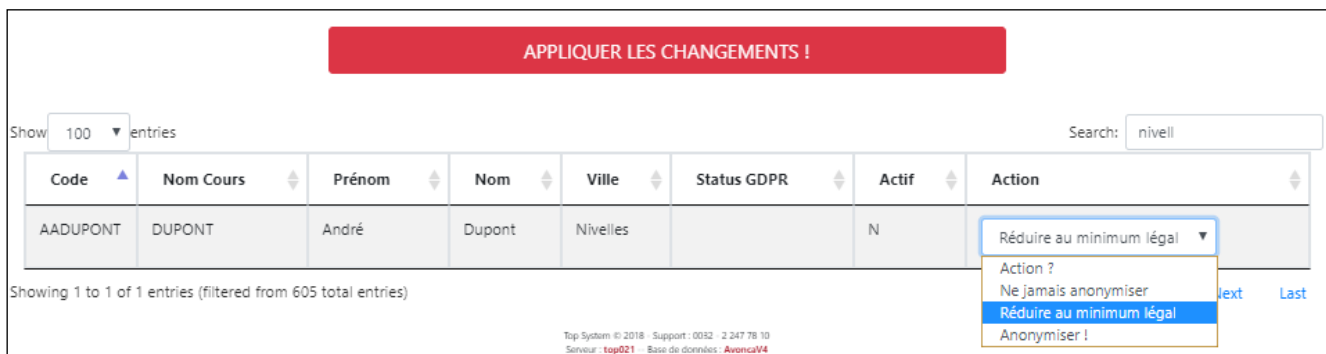 APPLIQUER LES CHANGEMENTS !
Show 100 entries Search: nivell
Code Nom Cours Prénom Nom Ville Status GDPR Actif Action
AADUPONT DUPONT André Dupont Nivelles N Réduire au minimum légal
Action ?
Ne jamais anonymiser
Réduire au minimum légal
Anonymiser !
Showing 1 to 1 of 1 entries (filtered from 605 total entries) Next Last
Top System © 2018 - Support : 0032 - 2 247 78 10
Serveur : top021 -- Base de données : AvoncaV4